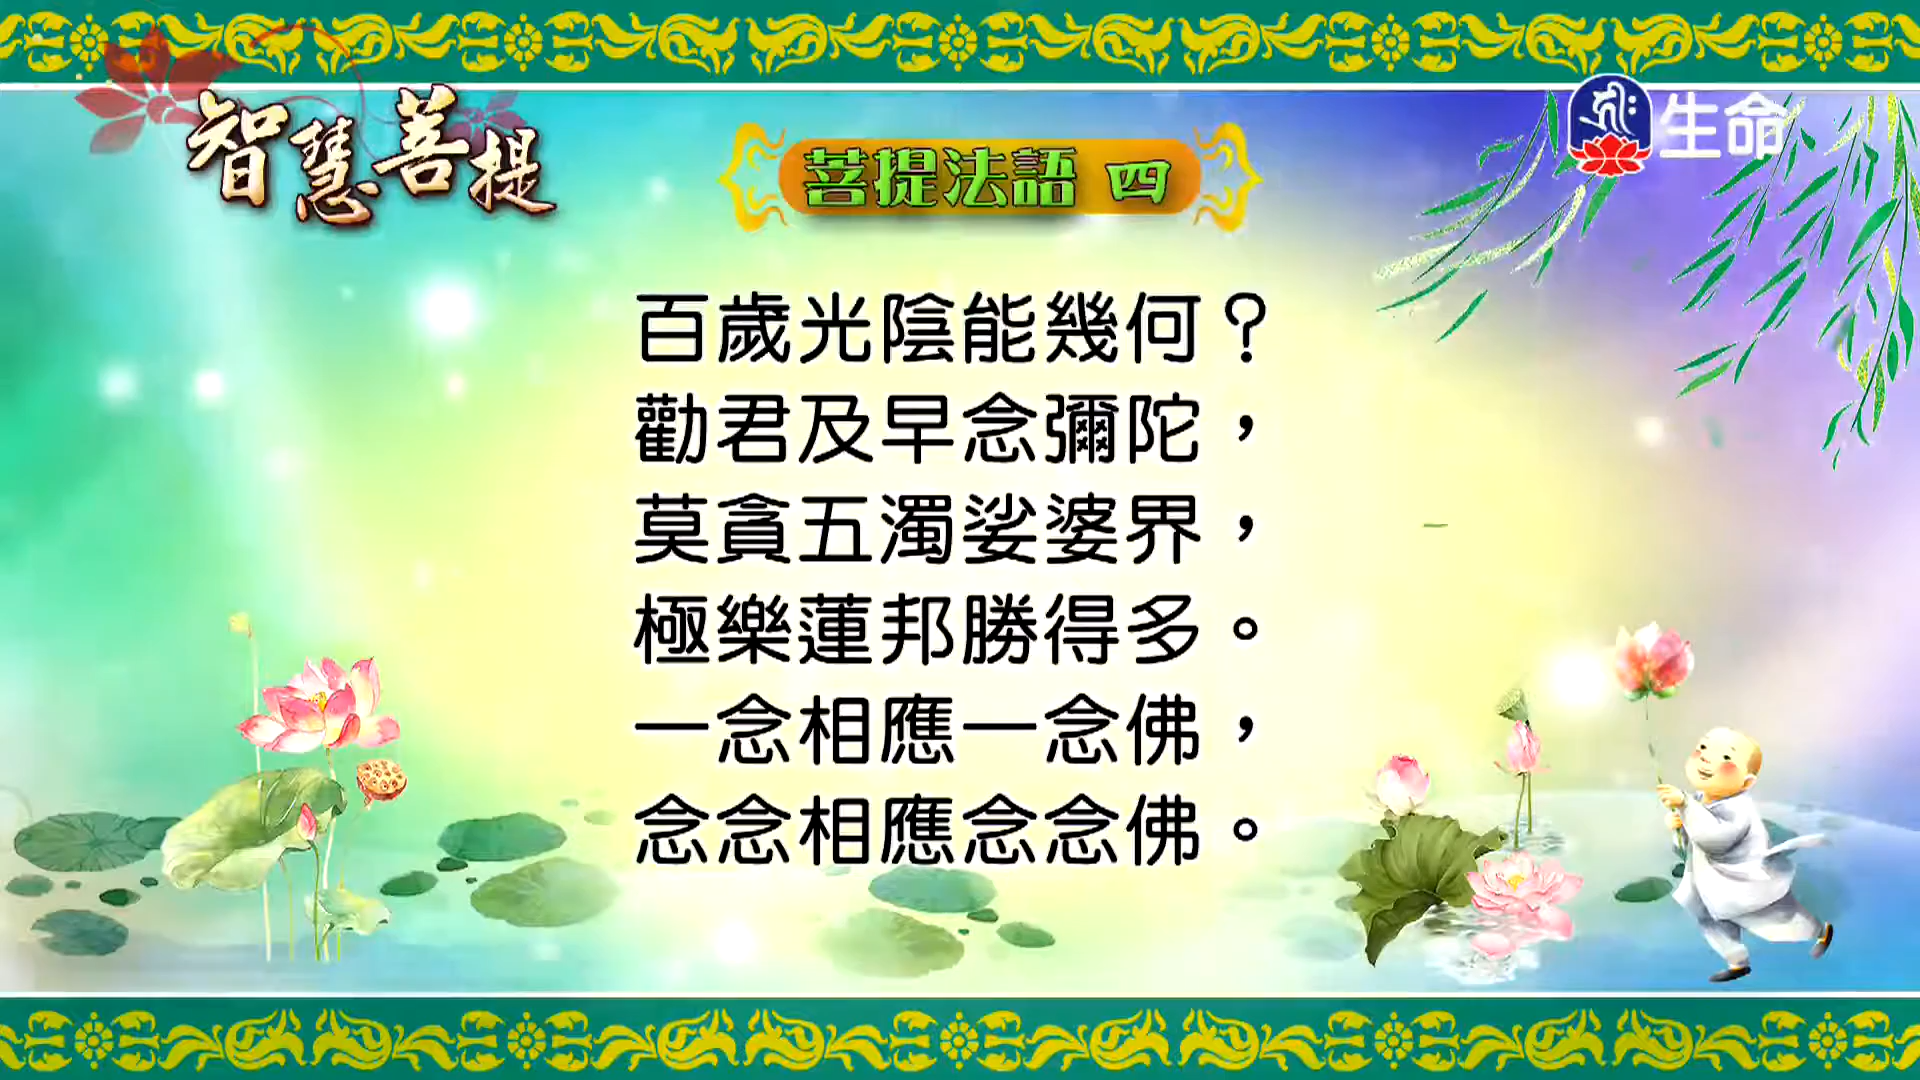 智慧菩提
生命
菩提法語 四
百歲光陰能幾何？
勸君及早念彌陀，
莫貪五濁娑婆界，
極樂蓮邦勝得多。
一念相應一念佛，
念念相應念念佛。